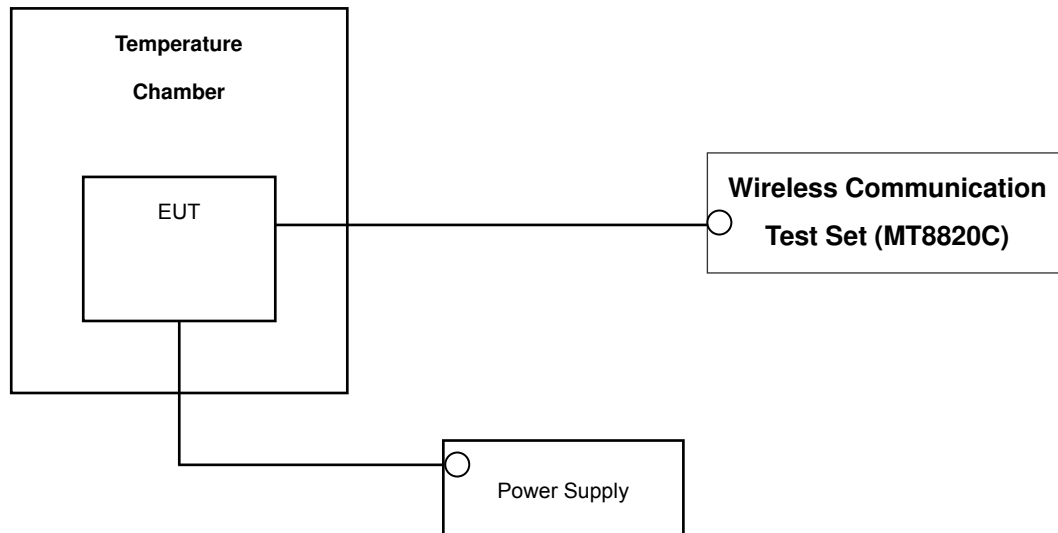 Temperature
Chamber
EUT
Wireless Communication
Test Set (MT8820C)
Power Supply